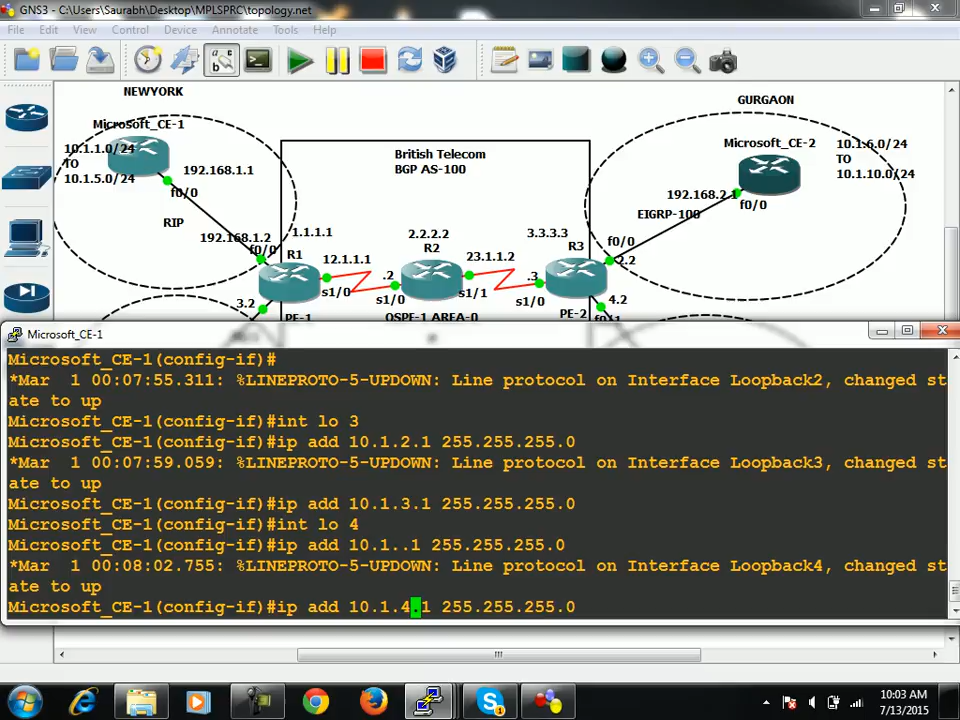 GNS3 - C:\Users\Saurabh\Desktop\MPLSPRC\topology.net
File Edit View Control Device Annotate Tools Help
NEWYORK
GURGAON
Microsoft_CE-1
Microsoft_CE-2
10.1.1.0/24
TO
10.1.5.0/24
British Telecom
BGP AS-100
10.1.6.0/24
TO
10.1.10.0/24
192.168.1.1
f0/0
192.168.2.1
f0/0
RIP
EIGRP-100
192.168.1.2
1.1.1.1
2.2.2.2
3.3.3.3
f0/0
R1
R2
R3
f0/0
2.2
12.1.1.1
.2
23.1.1.2
.3
s1/0
s1/0
s1/1
s1/0
3.2
4.2
PE-1
OSPF-1 AREA-0
PE-2
Microsoft_CE-1
Microsoft_CE-1(config-if)#
*Mar  1 00:07:55.311: %LINEPROTO-5-UPDOWN: Line protocol on Interface Loopback2, changed st
ate to up
Microsoft_CE-1(config-if)#int lo 3
Microsoft_CE-1(config-if)#ip add 10.1.2.1 255.255.255.0
*Mar  1 00:07:59.059: %LINEPROTO-5-UPDOWN: Line protocol on Interface Loopback3, changed st
ate to up
Microsoft_CE-1(config-if)#ip add 10.1.3.1 255.255.255.0
Microsoft_CE-1(config-if)#int lo 4
Microsoft_CE-1(config-if)#ip add 10.1..1 255.255.255.0
*Mar  1 00:08:02.755: %LINEPROTO-5-UPDOWN: Line protocol on Interface Loopback4, changed st
ate to up
Microsoft_CE-1(config-if)#ip add 10.1.4.1 255.255.255.0
10:03 AM
7/13/2015